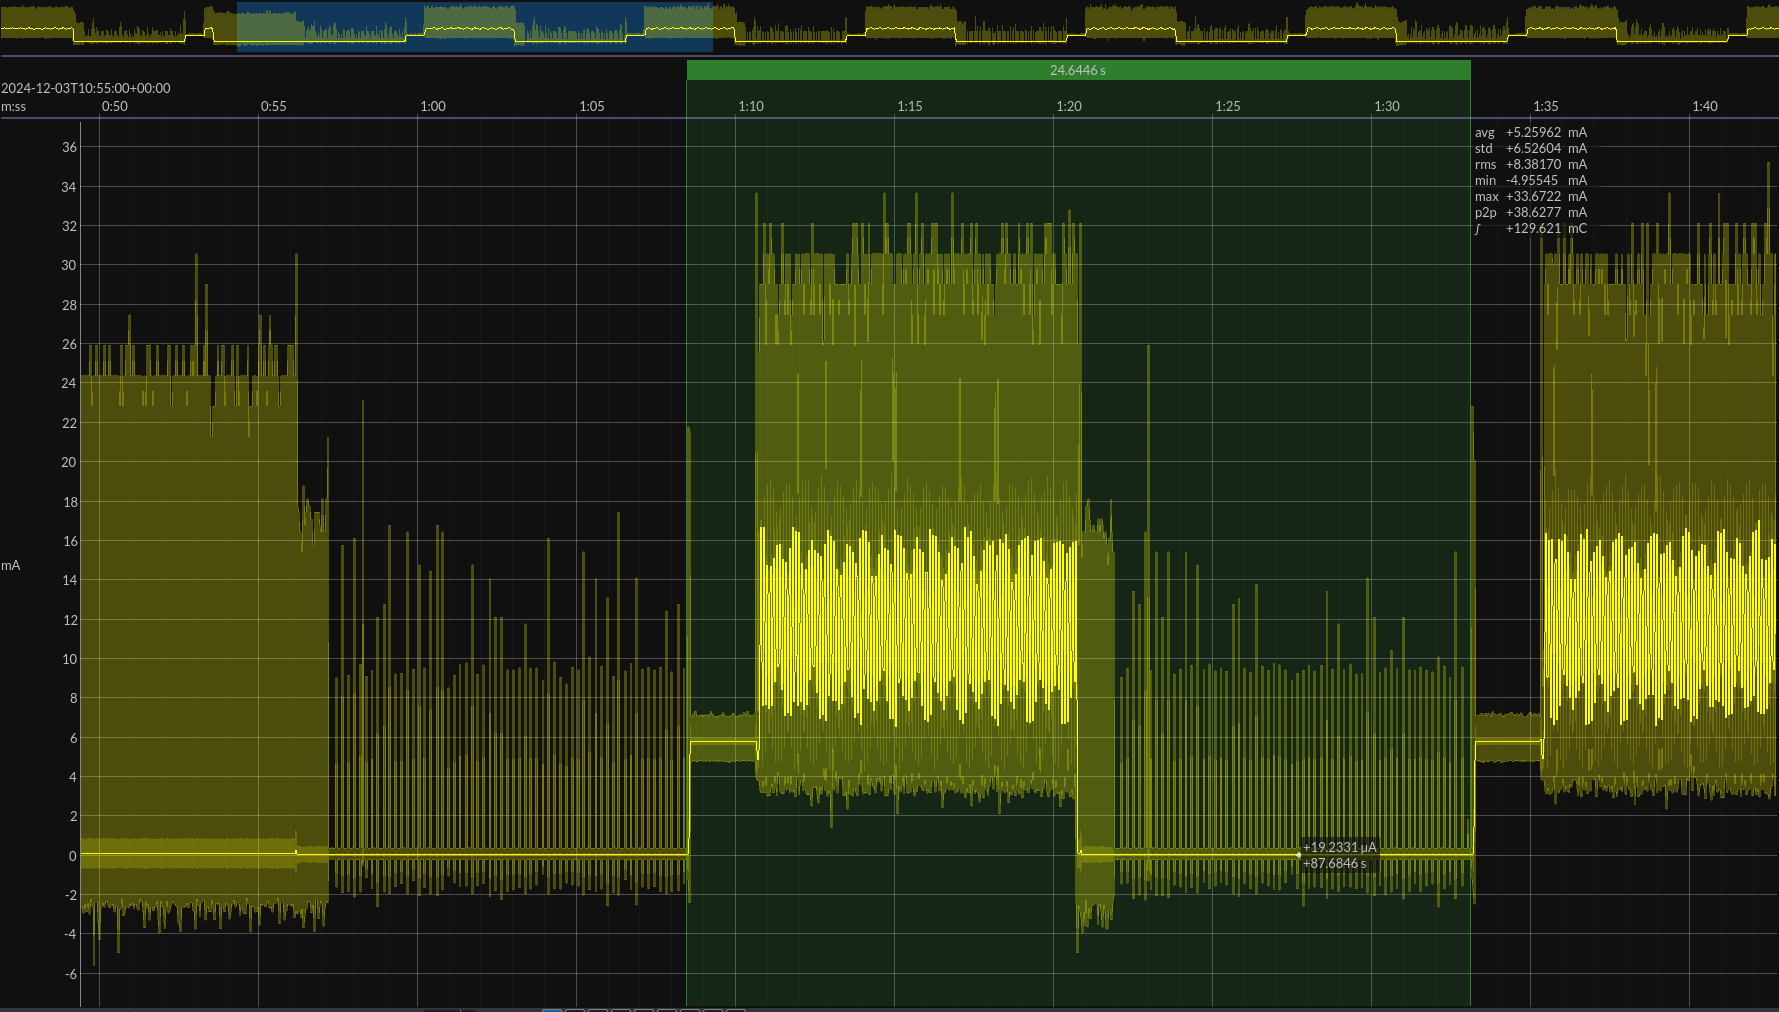 24.6446 s
2024-12-03T10:55:00+00:00
m:ss 0:50 0:55 1:00 1:05 1:10 1:15 1:20 1:25 1:30 1:35 1:40
avg +5.25962 mA
std +6.52604 mA
rms +8.38170 mA
min -4.95545 mA
max +33.6722 mA
p2p +38.6277 mA
∫ +129.621 mC
36
34
32
30
28
26
24
22
20
18
16
mA
14
12
10
8
6
4
2
0
-2
-4
-6
+19.2331 µA
+87.6846 s